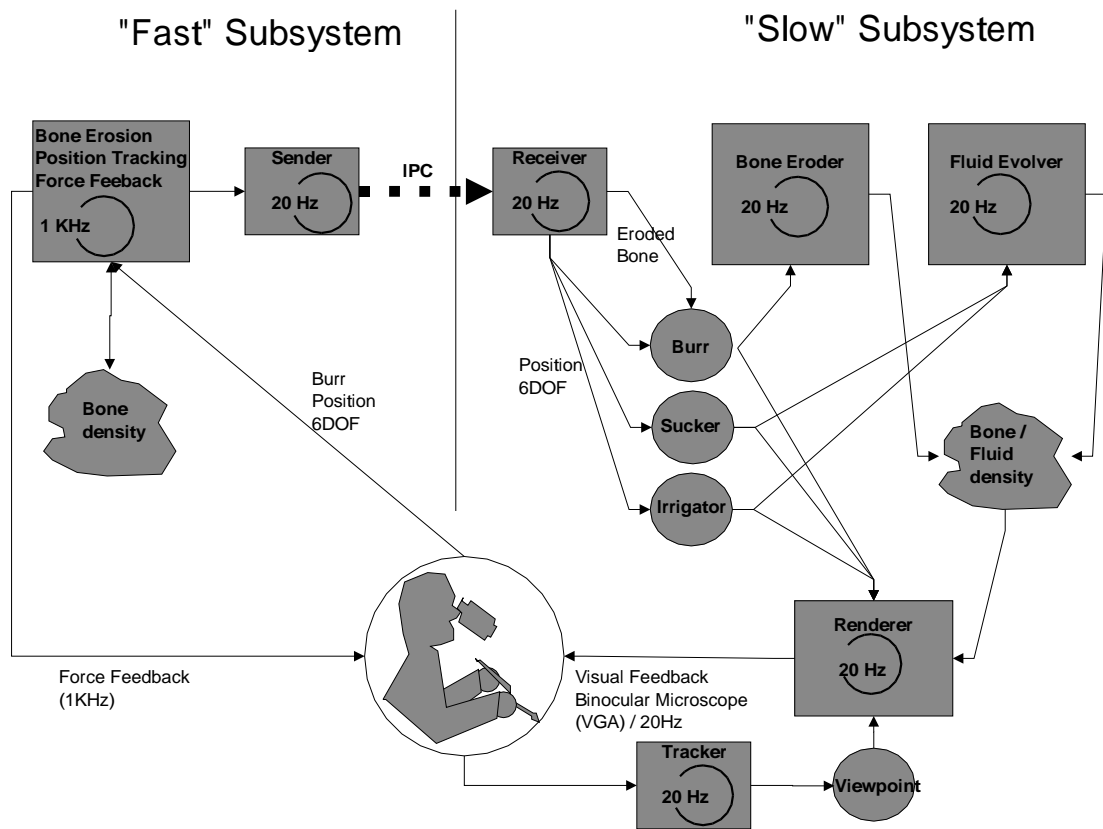 "Fast" Subsystem
"Slow" Subsystem
Bone Erosion
Position Tracking
Force Feeback
1 KHz
Sender
20 Hz
IPC
Receiver
20 Hz
Bone Eroder
20 Hz
Fluid Evolver
20 Hz
Eroded
Bone
Burr
Position
6DOF
Sucker
Irrigator
Bone
density
Burr
Position
6DOF
Bone /
Fluid
density
Renderer
20 Hz
Force Feedback
(1KHz)
Visual Feedback
Binocular Microscope
(VGA) / 20Hz
Tracker
20 Hz
Viewpoint